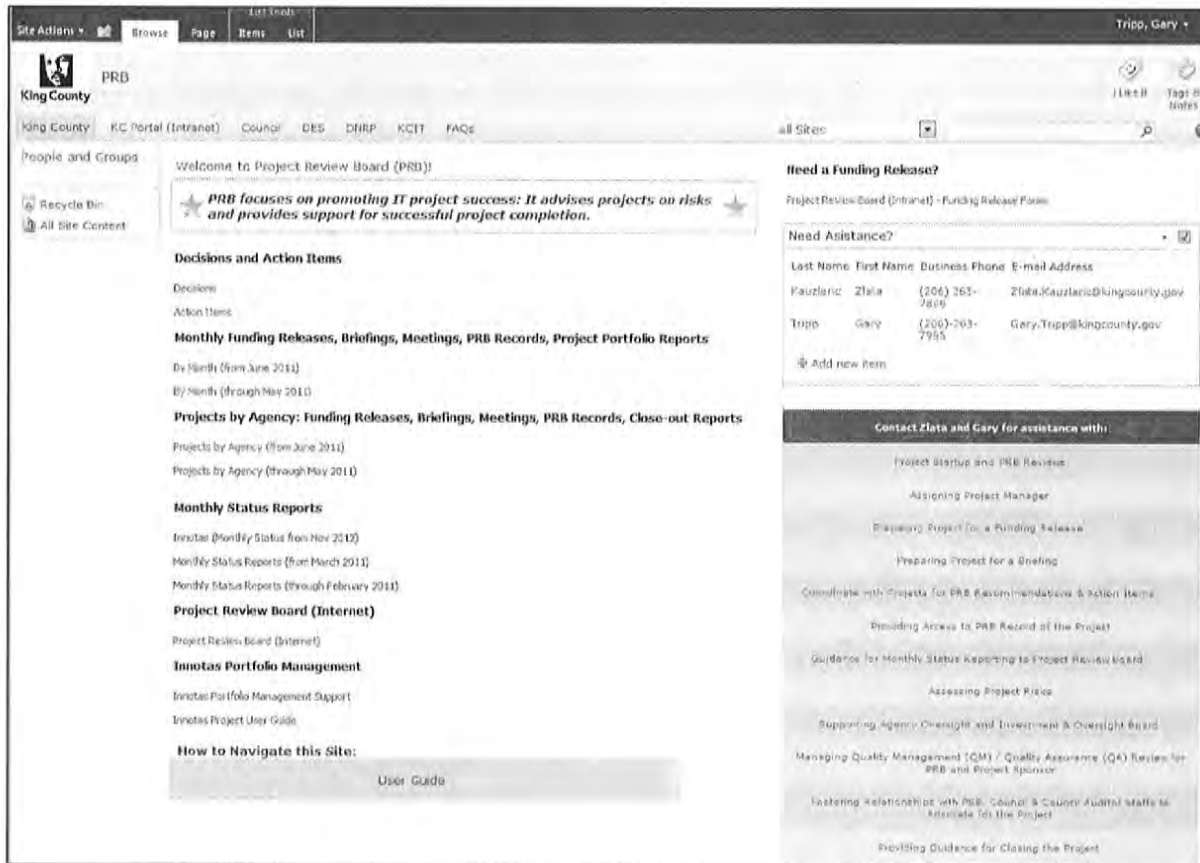 List Tools
Site Actions Browse Page Items List Tripp, Gary
King County
PRB
I Like It Tags & Notes
King County KC Portal (Intranet) Council DES DNRP KCIT FAQs
All Sites
People and Groups
Recycle Bin
All Site Content
Welcome to Project Review Board (PRB)!
PRB focuses on promoting IT project success: It advises projects on risks
and provides support for successful project completion.
Decisions and Action Items
Decisions
Action Items
Monthly Funding Releases, Briefings, Meetings, PRB Records, Project Portfolio Reports
By Month (from June 2011)
By Month (through May 2011)
Projects by Agency: Funding Releases, Briefings, Meetings, PRB Records, Close-out Reports
Projects by Agency (from June 2011)
Projects by Agency (through May 2011)
Monthly Status Reports
Innotas (Monthly Status from Nov 2012)
Monthly Status Reports (from March 2011)
Monthly Status Reports (through February 2011)
Project Review Board (Internet)
Project Review Board (Internet)
Innotas Portfolio Management
Innotas Portfolio Management Support
Innotas Project User Guide
How to Navigate this Site:
User Guide
Need a Funding Release?
Project Review Board (Intranet) - Funding Release Forms
Need Asistance?
Last Name First Name Business Phone E-mail Address
Kauzlaric Zlata (206) 263- Zlata.Kauzlaric@kingcounty.gov
Tripp Gary (206)-263- Gary.Tripp@kingcounty.gov
7965
Add new item
Contact Zlata and Gary for assistance with:
Project Startup and PRB Reviews
Assigning Project Manager
Preparing Project for a Funding Release
Preparing Project for a Briefing
Coordinate with Projects for PRB Recommendations & Action Items
Providing Access to PRB Record of the Project
Guidance for Monthly Status Reporting to Project Review Board
Assessing Project Risks
Supporting Agency Oversight and Investment & Oversight Board
Managing Quality Management (QM) / Quality Assurance (QA) Review for
PRB and Project Sponsor
Fostering Relationships with PSB, Council & Council Auditor Staffs to
Advocate for the Project
Providing Guidance for Closing the Project